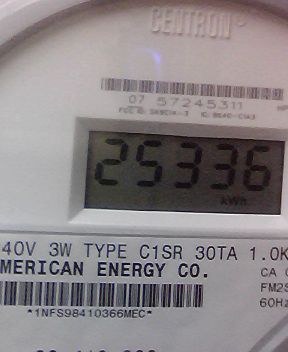 CENTRON®
07 57245311
25336
kWh
40V 3W TYPE C1SR 30TA 1.0K
MERICAN ENERGY CO.
CA
FM2S
60Hz
*1NFS98410366MEC*